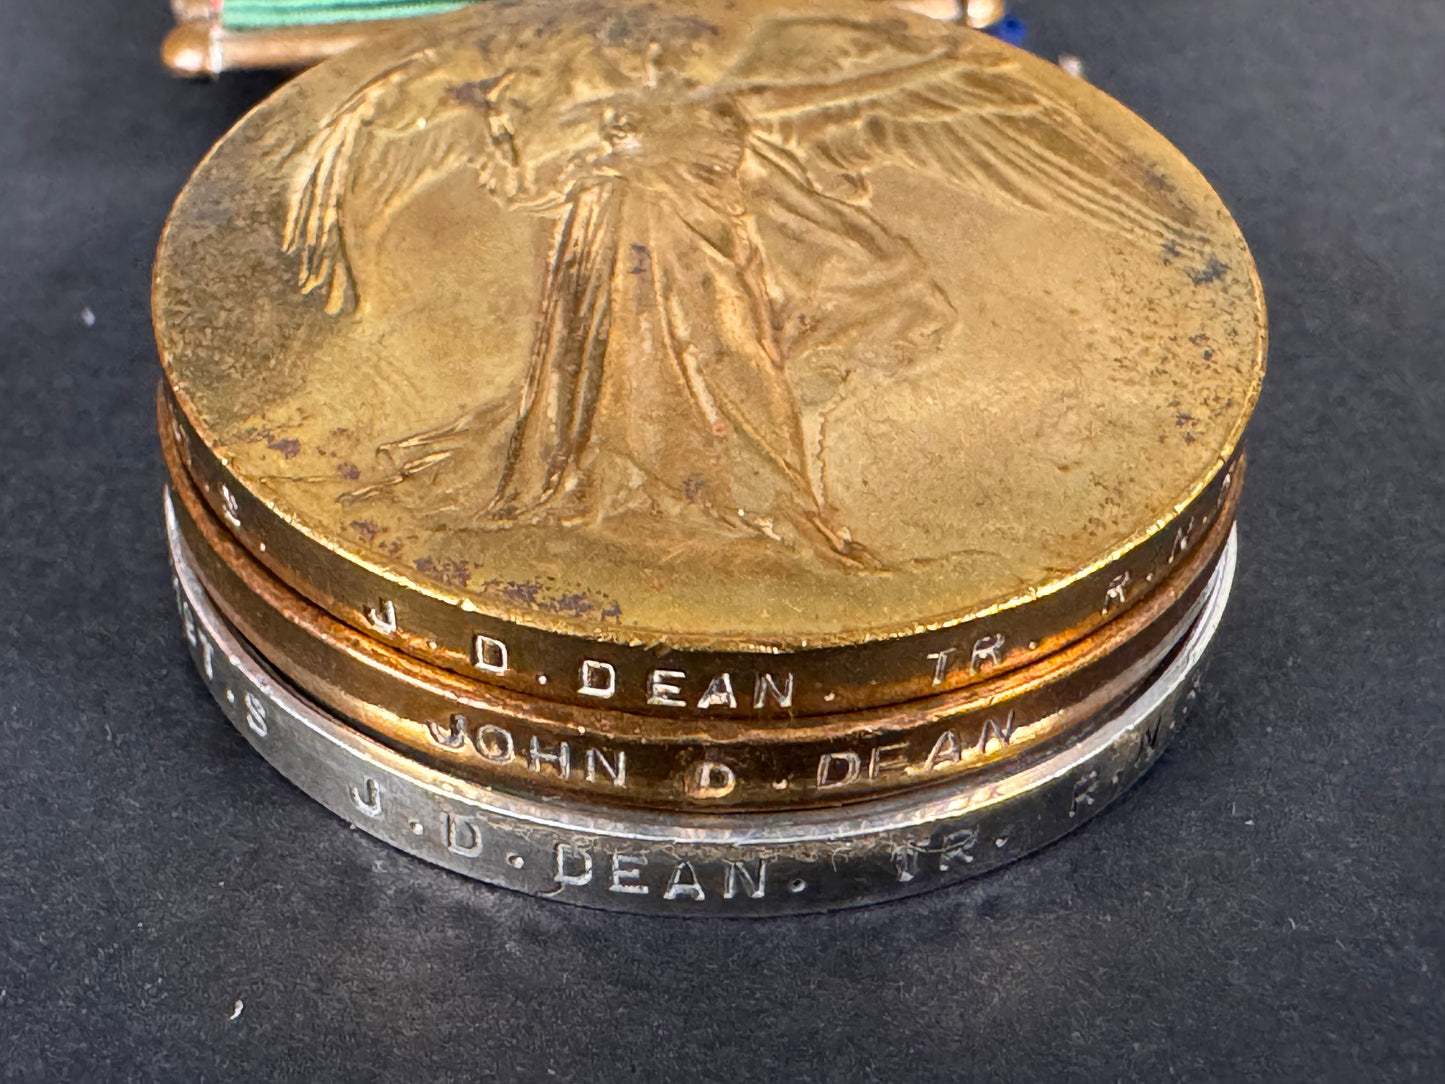 S J. D. DEAN. TR. R.N.
JOHN D. DEAN
S J. D. DEAN. TR. R.N.